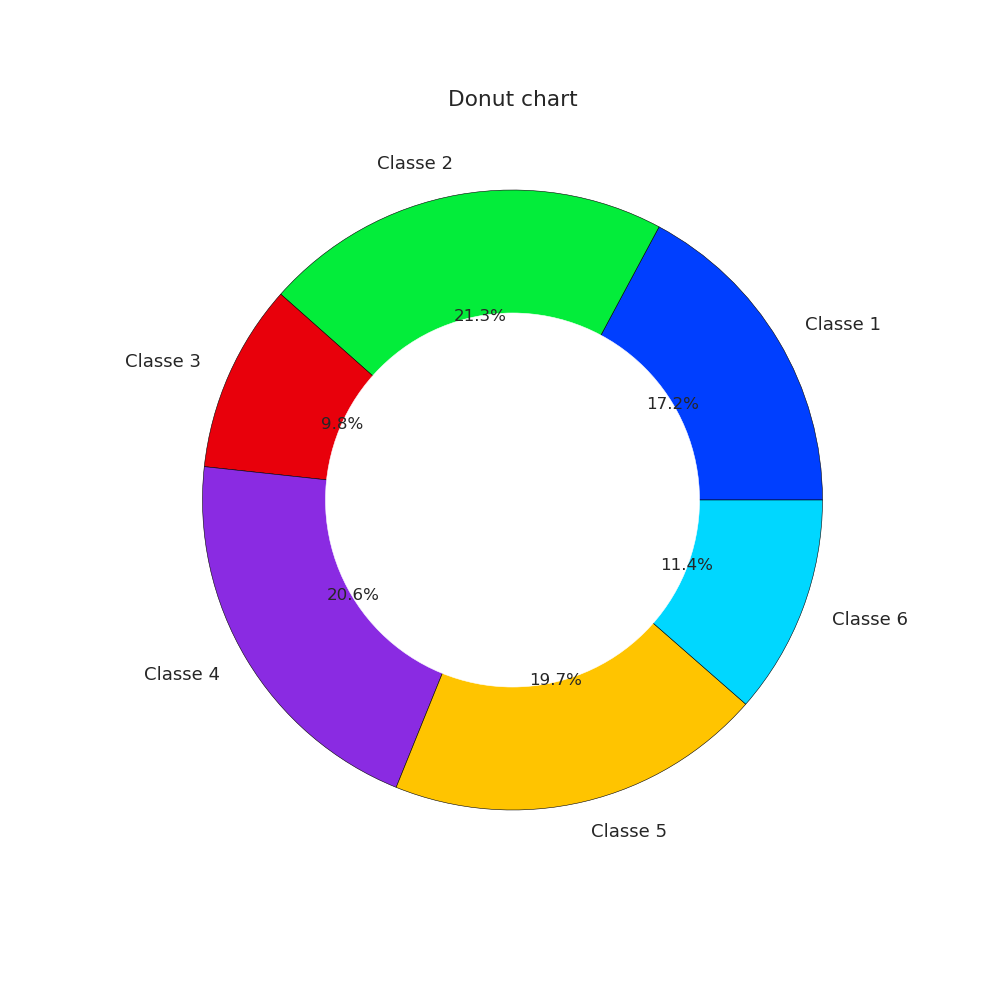 Donut chart
Classe 2
Classe 1
Classe 3
Classe 4
Classe 5
Classe 6
21.3%
17.2%
9.8%
20.6%
19.7%
11.4%